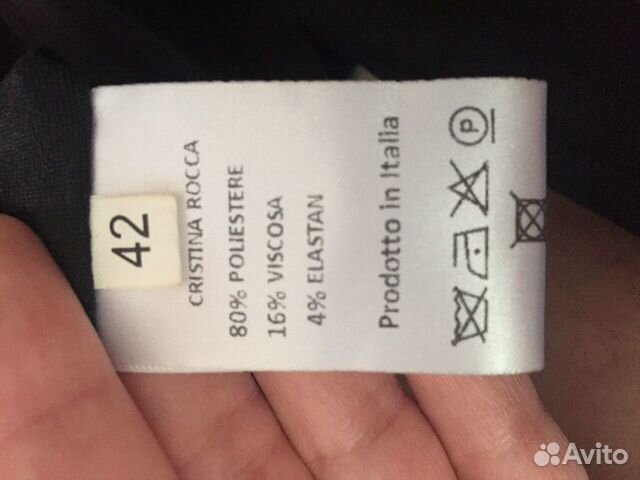 42
CRISTINA ROCCA
80% POLIESTERE
16% VISCOSA
4% ELASTAN
Prodotto in Italia
P
Avito